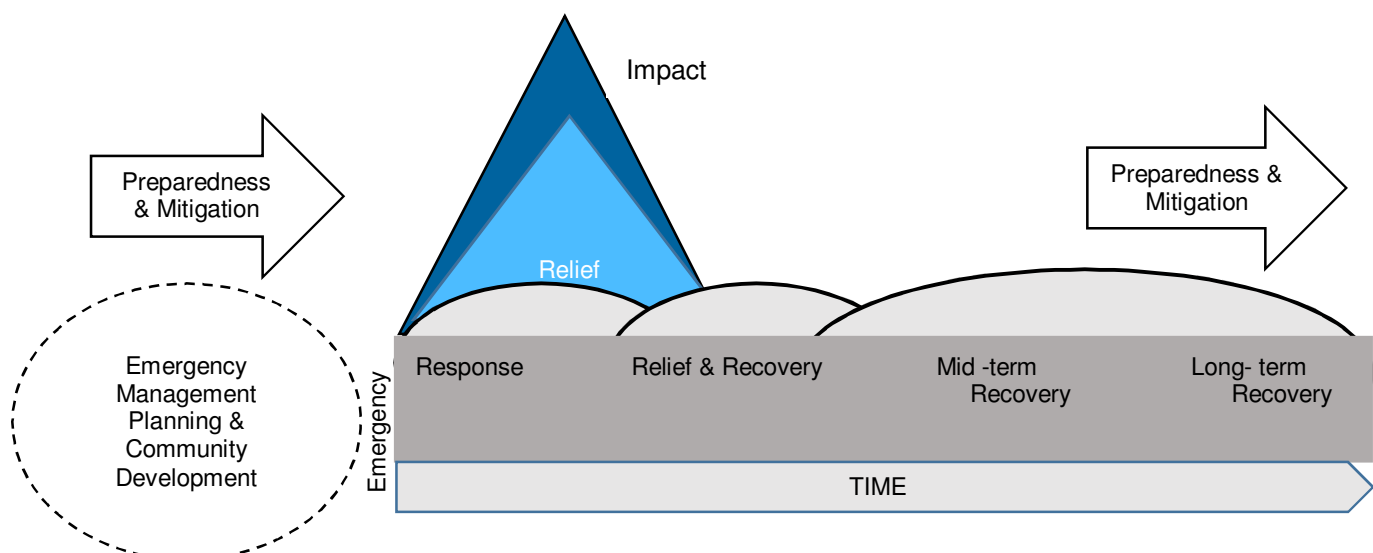 Impact
Preparedness
& Mitigation
Preparedness &
Mitigation
Relief
Emergency
Management
Planning &
Community
Development
Emergency
Response
Relief & Recovery
Mid -term
Recovery
Long- term
Recovery
TIME